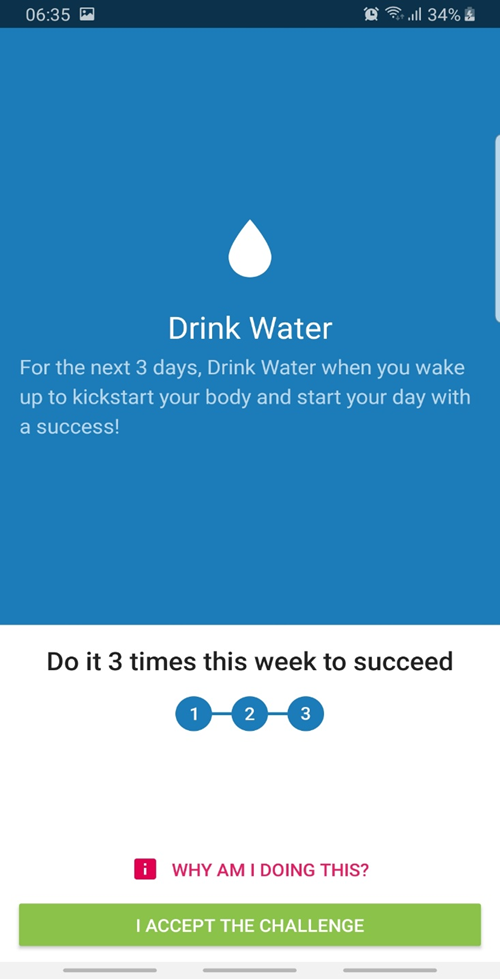 06:35 34%
Drink Water
For the next 3 days, Drink Water when you wake
up to kickstart your body and start your day with
a success!
Do it 3 times this week to succeed
1 2 3
WHY AM I DOING THIS?
I ACCEPT THE CHALLENGE